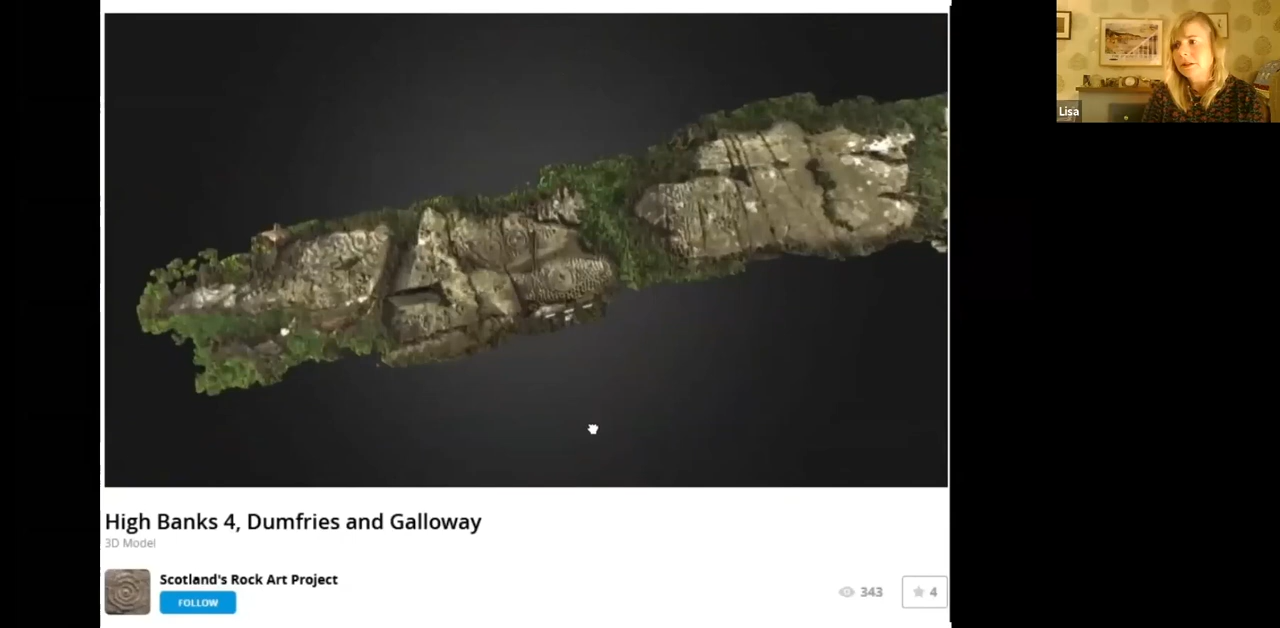 Lisa
High Banks 4, Dumfries and Galloway
3D Model
Scotland's Rock Art Project
FOLLOW
343
4